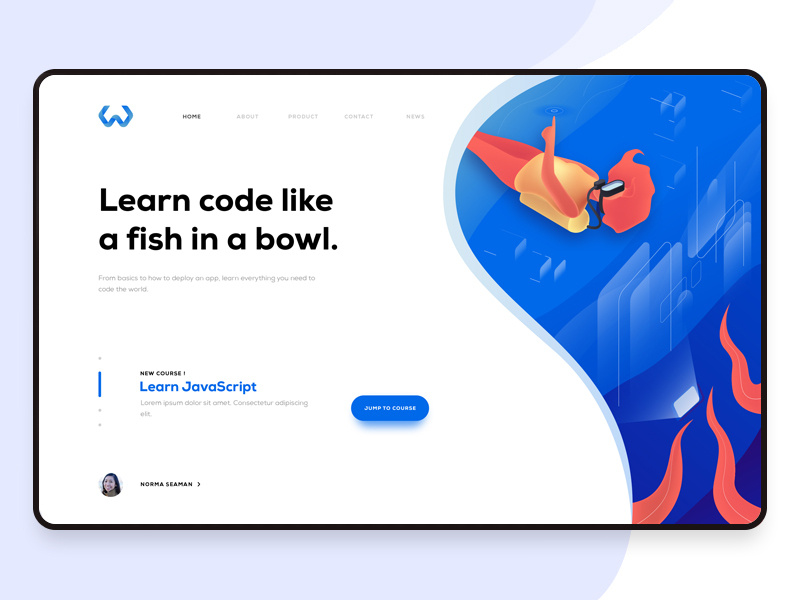 HOME ABOUT PRODUCT CONTACT NEWS
Learn code like
a fish in a bowl.
From basics to how to deploy an app, learn everything you need to
code the world.
NEW COURSE !
Learn JavaScript
Lorem ipsum dolor sit amet. Consectetur adipiscing
elit.
JUMP TO COURSE
NORMA SEAMAN